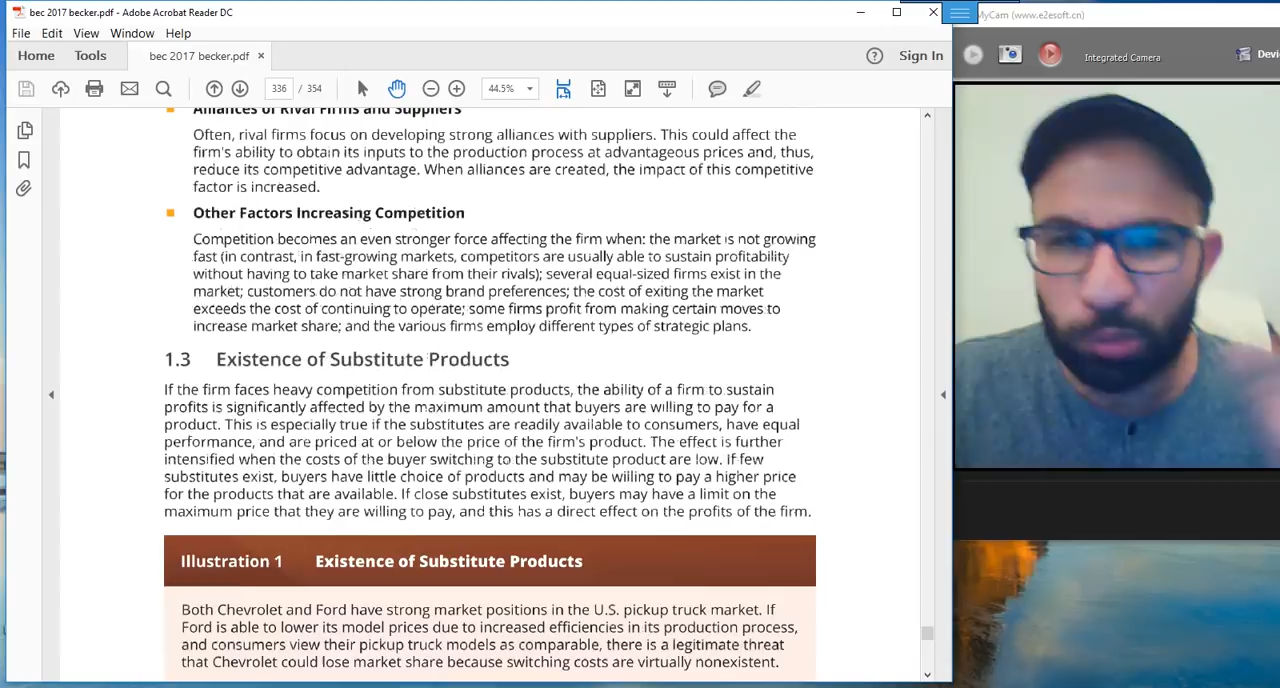 bec 2017 becker.pdf - Adobe Acrobat Reader DC
MyCam (www.e2esoft.cn)
File Edit View Window Help
Home Tools bec 2017 becker.pdf × ? Sign In
Integrated Camera
336 / 354 44.5%
Alliances of Rival Firms and Suppliers
Often, rival firms focus on developing strong alliances with suppliers. This could affect the
firm's ability to obtain its inputs to the production process at advantageous prices and, thus,
reduce its competitive advantage. When alliances are created, the impact of this competitive
factor is increased.
Other Factors Increasing Competition
Competition becomes an even stronger force affecting the firm when: the market is not growing
fast (in contrast, in fast-growing markets, competitors are usually able to sustain profitability
without having to take market share from their rivals); several equal-sized firms exist in the
market; customers do not have strong brand preferences; the cost of exiting the market
exceeds the cost of continuing to operate; some firms profit from making certain moves to
increase market share; and the various firms employ different types of strategic plans.
1.3 Existence of Substitute Products
If the firm faces heavy competition from substitute products, the ability of a firm to sustain
profits is significantly affected by the maximum amount that buyers are willing to pay for a
product. This is especially true if the substitutes are readily available to consumers, have equal
performance, and are priced at or below the price of the firm's product. The effect is further
intensified when the costs of the buyer switching to the substitute product are low. If few
substitutes exist, buyers have little choice of products and may be willing to pay a higher price
for the products that are available. If close substitutes exist, buyers may have a limit on the
maximum price that they are willing to pay, and this has a direct effect on the profits of the firm.
Illustration 1 Existence of Substitute Products
Both Chevrolet and Ford have strong market positions in the U.S. pickup truck market. If
Ford is able to lower its model prices due to increased efficiencies in its production process,
and consumers view their pickup truck models as comparable, there is a legitimate threat
that Chevrolet could lose market share because switching costs are virtually nonexistent.